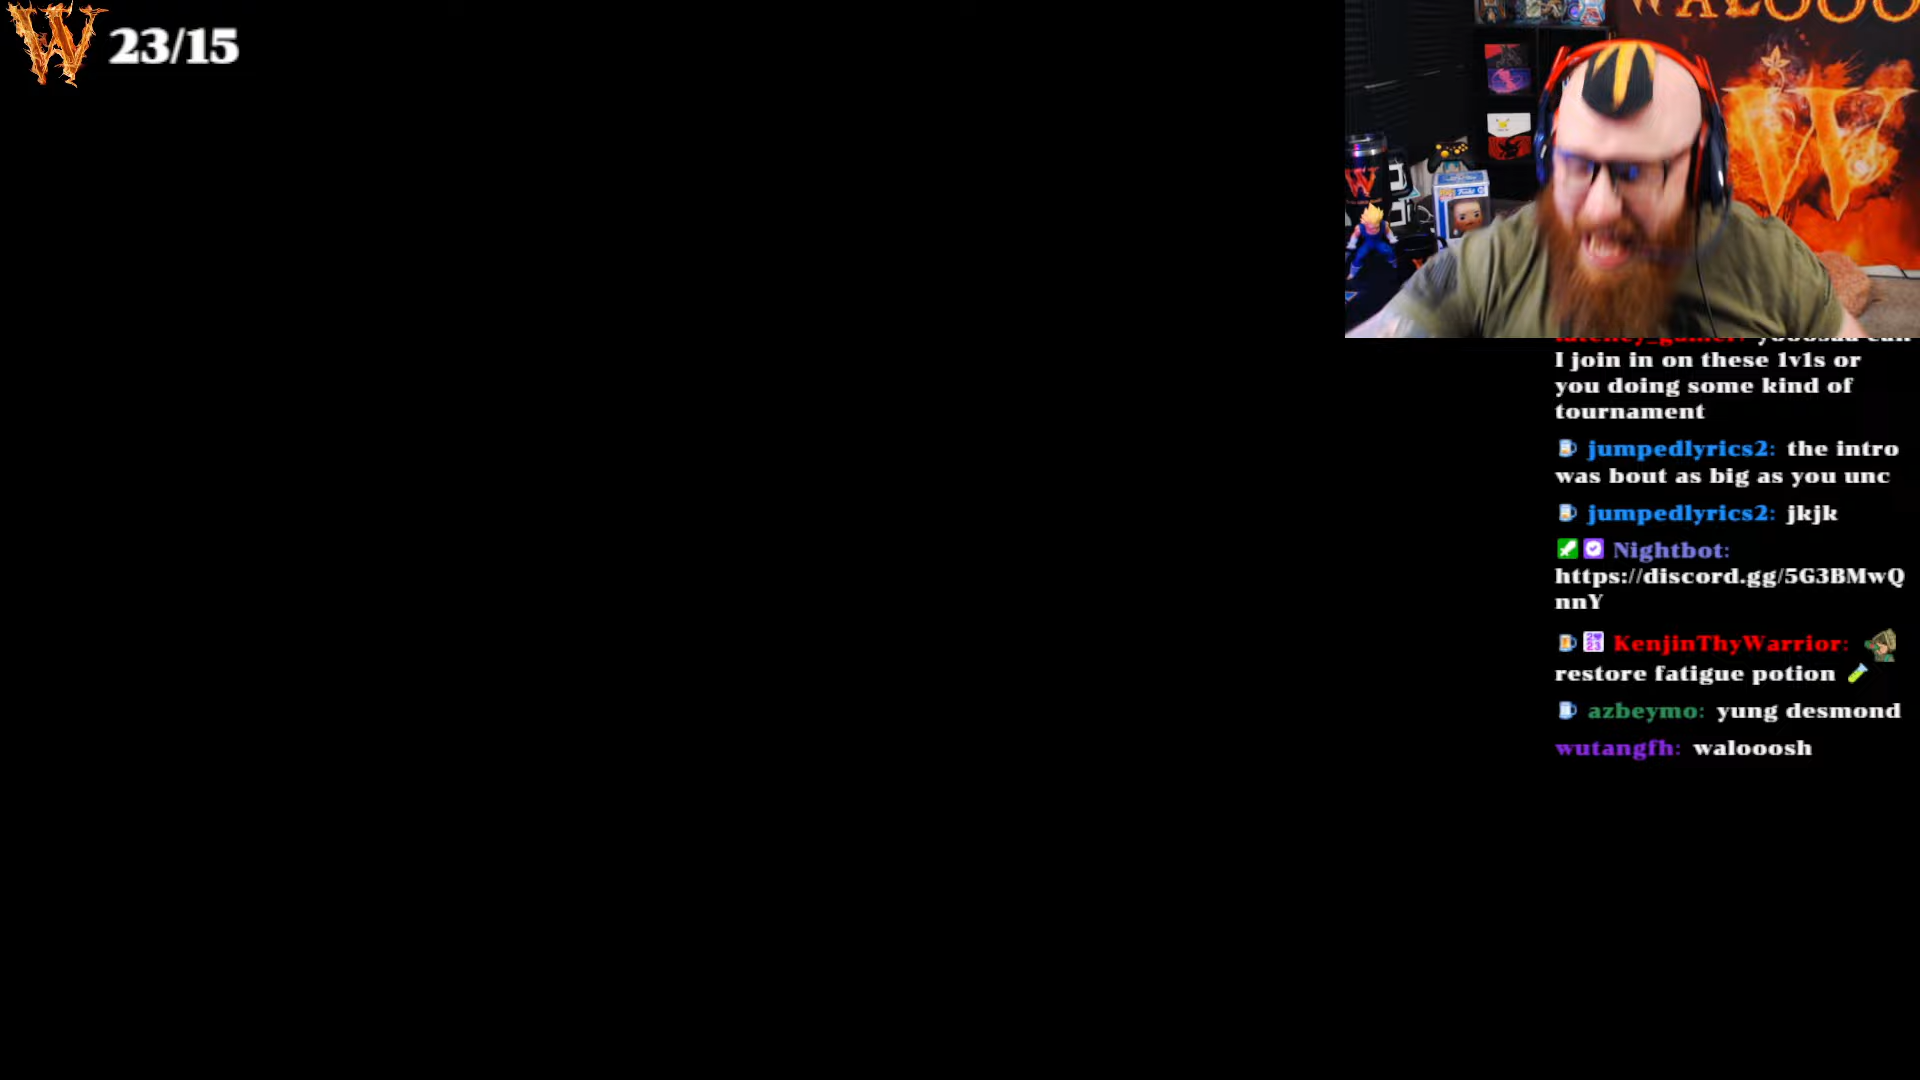 W 23/15
WALOOO
W
W
I join in on these 1v1s or
you doing some kind of
tournament
jumpedlyrics2: the intro
was bout as big as you unc
jumpedlyrics2: jkjk
Nightbot:
https://discord.gg/5G3BMwQ
nnY
KenjinThyWarrior:
restore fatigue potion
azbeymo: yung desmond
wutangfh: walooosh